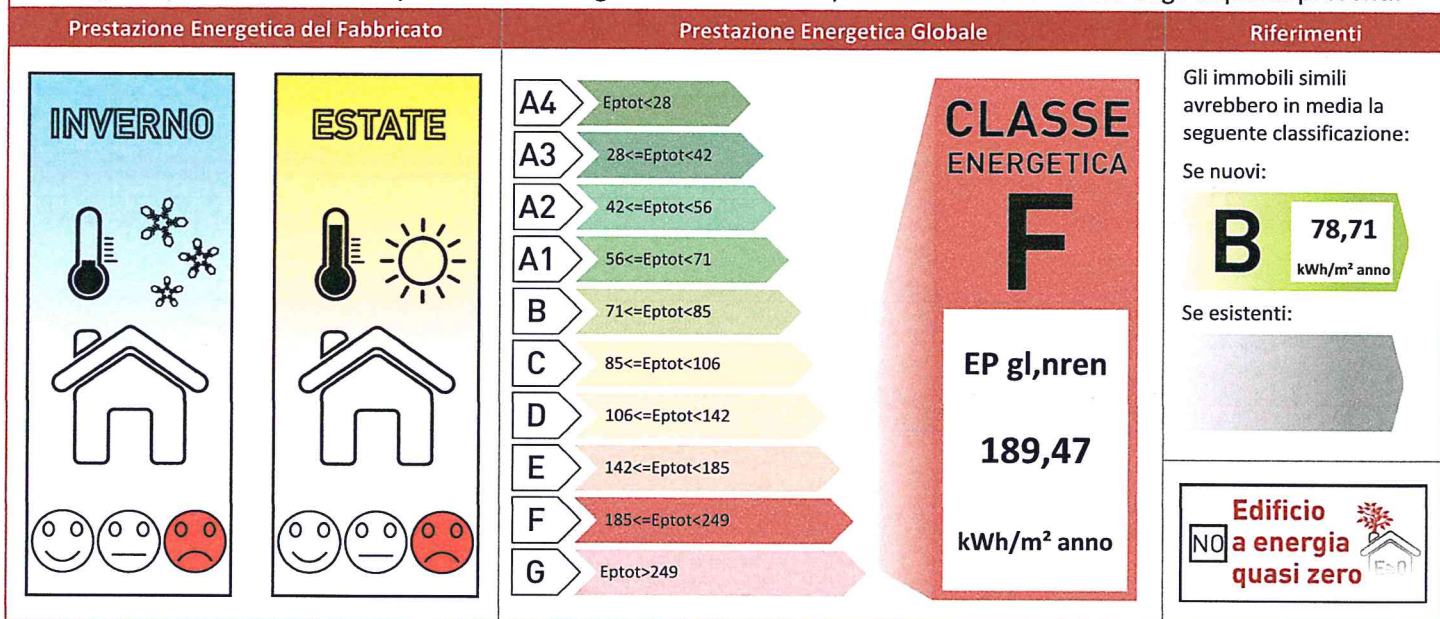 Prestazione Energetica del Fabbricato
Prestazione Energetica Globale
Riferimenti
INVERNO
ESTATE
A4
Eptot<28
A3
28<=Eptot<42
A2
42<=Eptot<56
A1
56<=Eptot<71
B
71<=Eptot<85
C
85<=Eptot<106
D
106<=Eptot<142
E
142<=Eptot<185
F
185<=Eptot<249
G
Eptot>249
CLASSE
ENERGETICA
F
EP gl,nren
189,47
kWh/m² anno
Gli immobili simili
avrebbero in media la
seguente classificazione:
Se nuovi:
B
78,71
kWh/m² anno
Se esistenti:
NO
Edificio
a energia
quasi zero